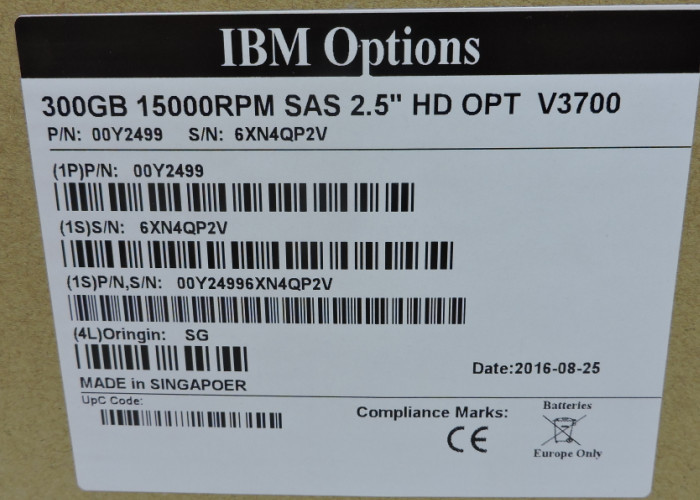 IBM Options
300GB 15000RPM SAS 2.5" HD OPT V3700
P/N: 00Y2499 S/N: 6XN4QP2V
(1P)P/N: 00Y2499
(1S)S/N: 6XN4QP2V
(1S)P/N,S/N: 00Y24996XN4QP2V
(4L)Oringin: SG
MADE in SINGAPOER
Date:2016-08-25
UpC Code:
Compliance Marks:
CE
Batteries
Europe Only